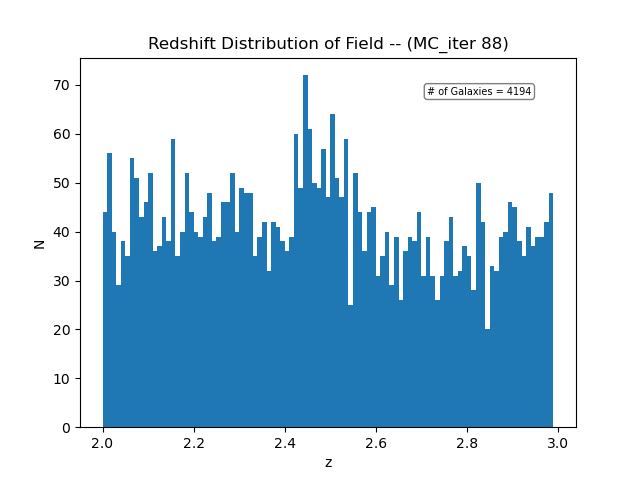 Redshift Distribution of Field -- (MC_iter 88)
# of Galaxies = 4194
70
60
50
40
30
20
10
0
N
2.0 2.2 2.4 2.6 2.8 3.0
z